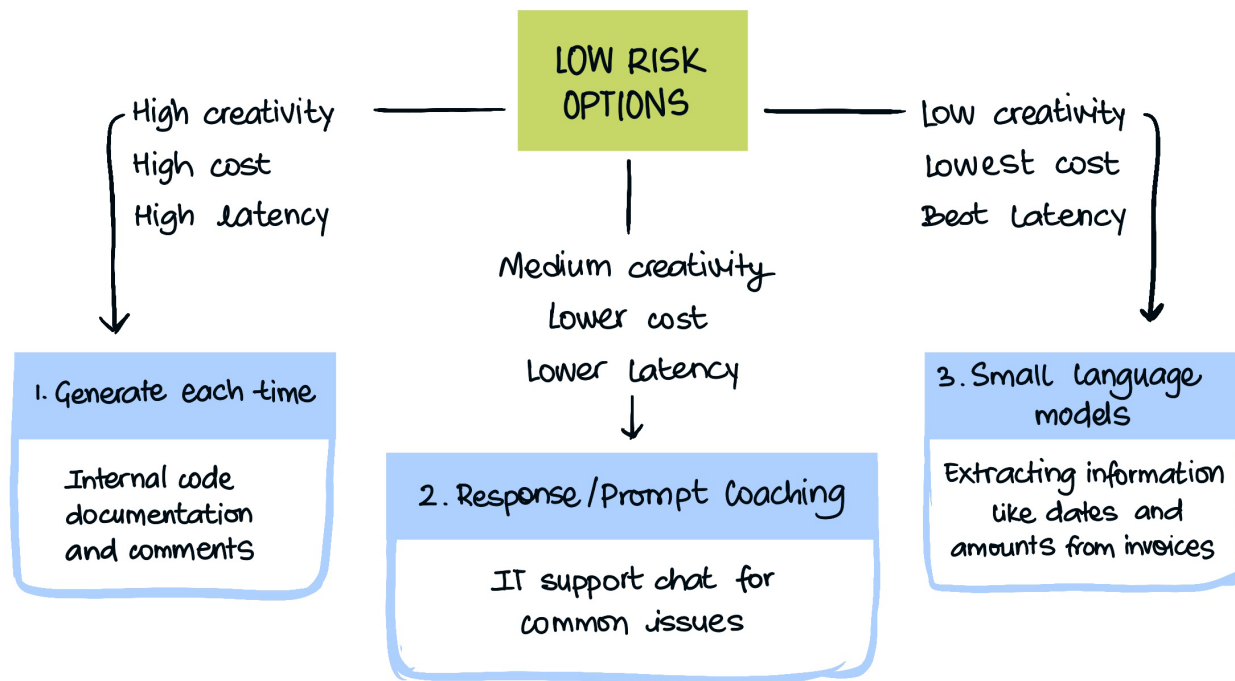 LOW RISK
OPTIONS
High creativity
High cost
High latency
Medium creativity
Lower cost
Lower latency
Low creativity
Lowest cost
Best latency
1. Generate each time
Internal code
documentation
and comments
2. Response/Prompt Coaching
IT support chat for
common issues
3. Small language
models
Extracting information
like dates and
amounts from invoices